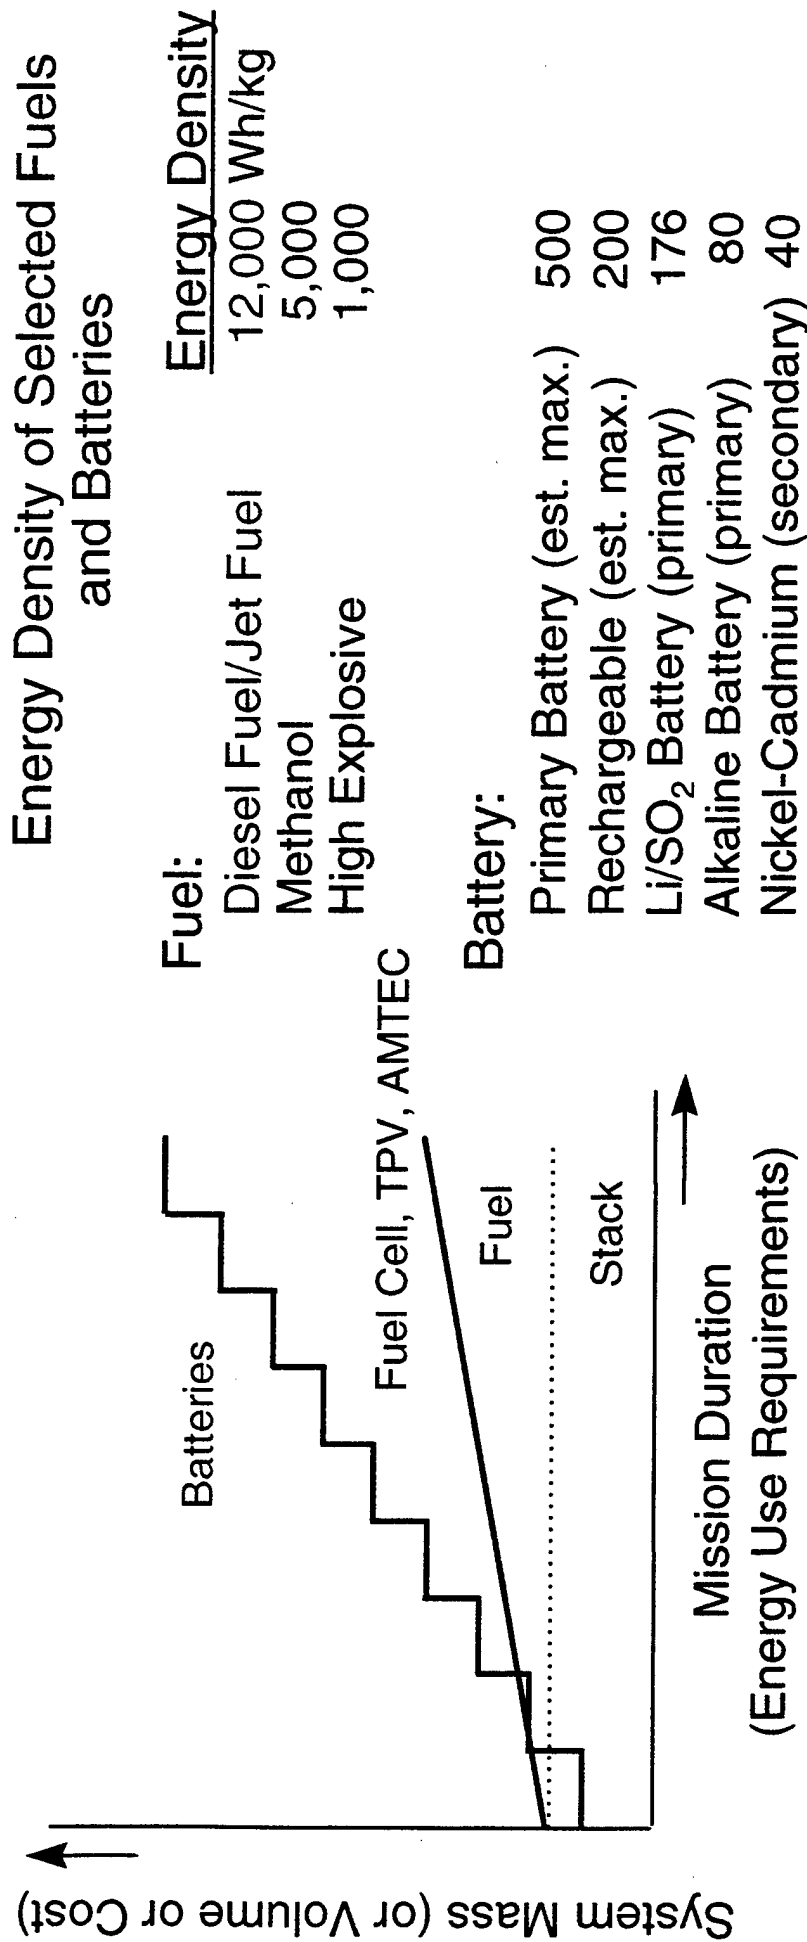 Energy Density of Selected Fuels
and Batteries
Energy Density
Fuel:
Diesel Fuel/Jet Fuel 12,000 Wh/kg
Methanol 5,000
High Explosive 1,000
Battery:
Primary Battery (est. max.) 500
Rechargeable (est. max.) 200
Li/SO₂ Battery (primary) 176
Alkaline Battery (primary) 80
Nickel-Cadmium (secondary) 40
System Mass (or Volume or Cost)
Batteries
Fuel Cell, TPV, AMTEC
Fuel
Stack
Mission Duration
(Energy Use Requirements)